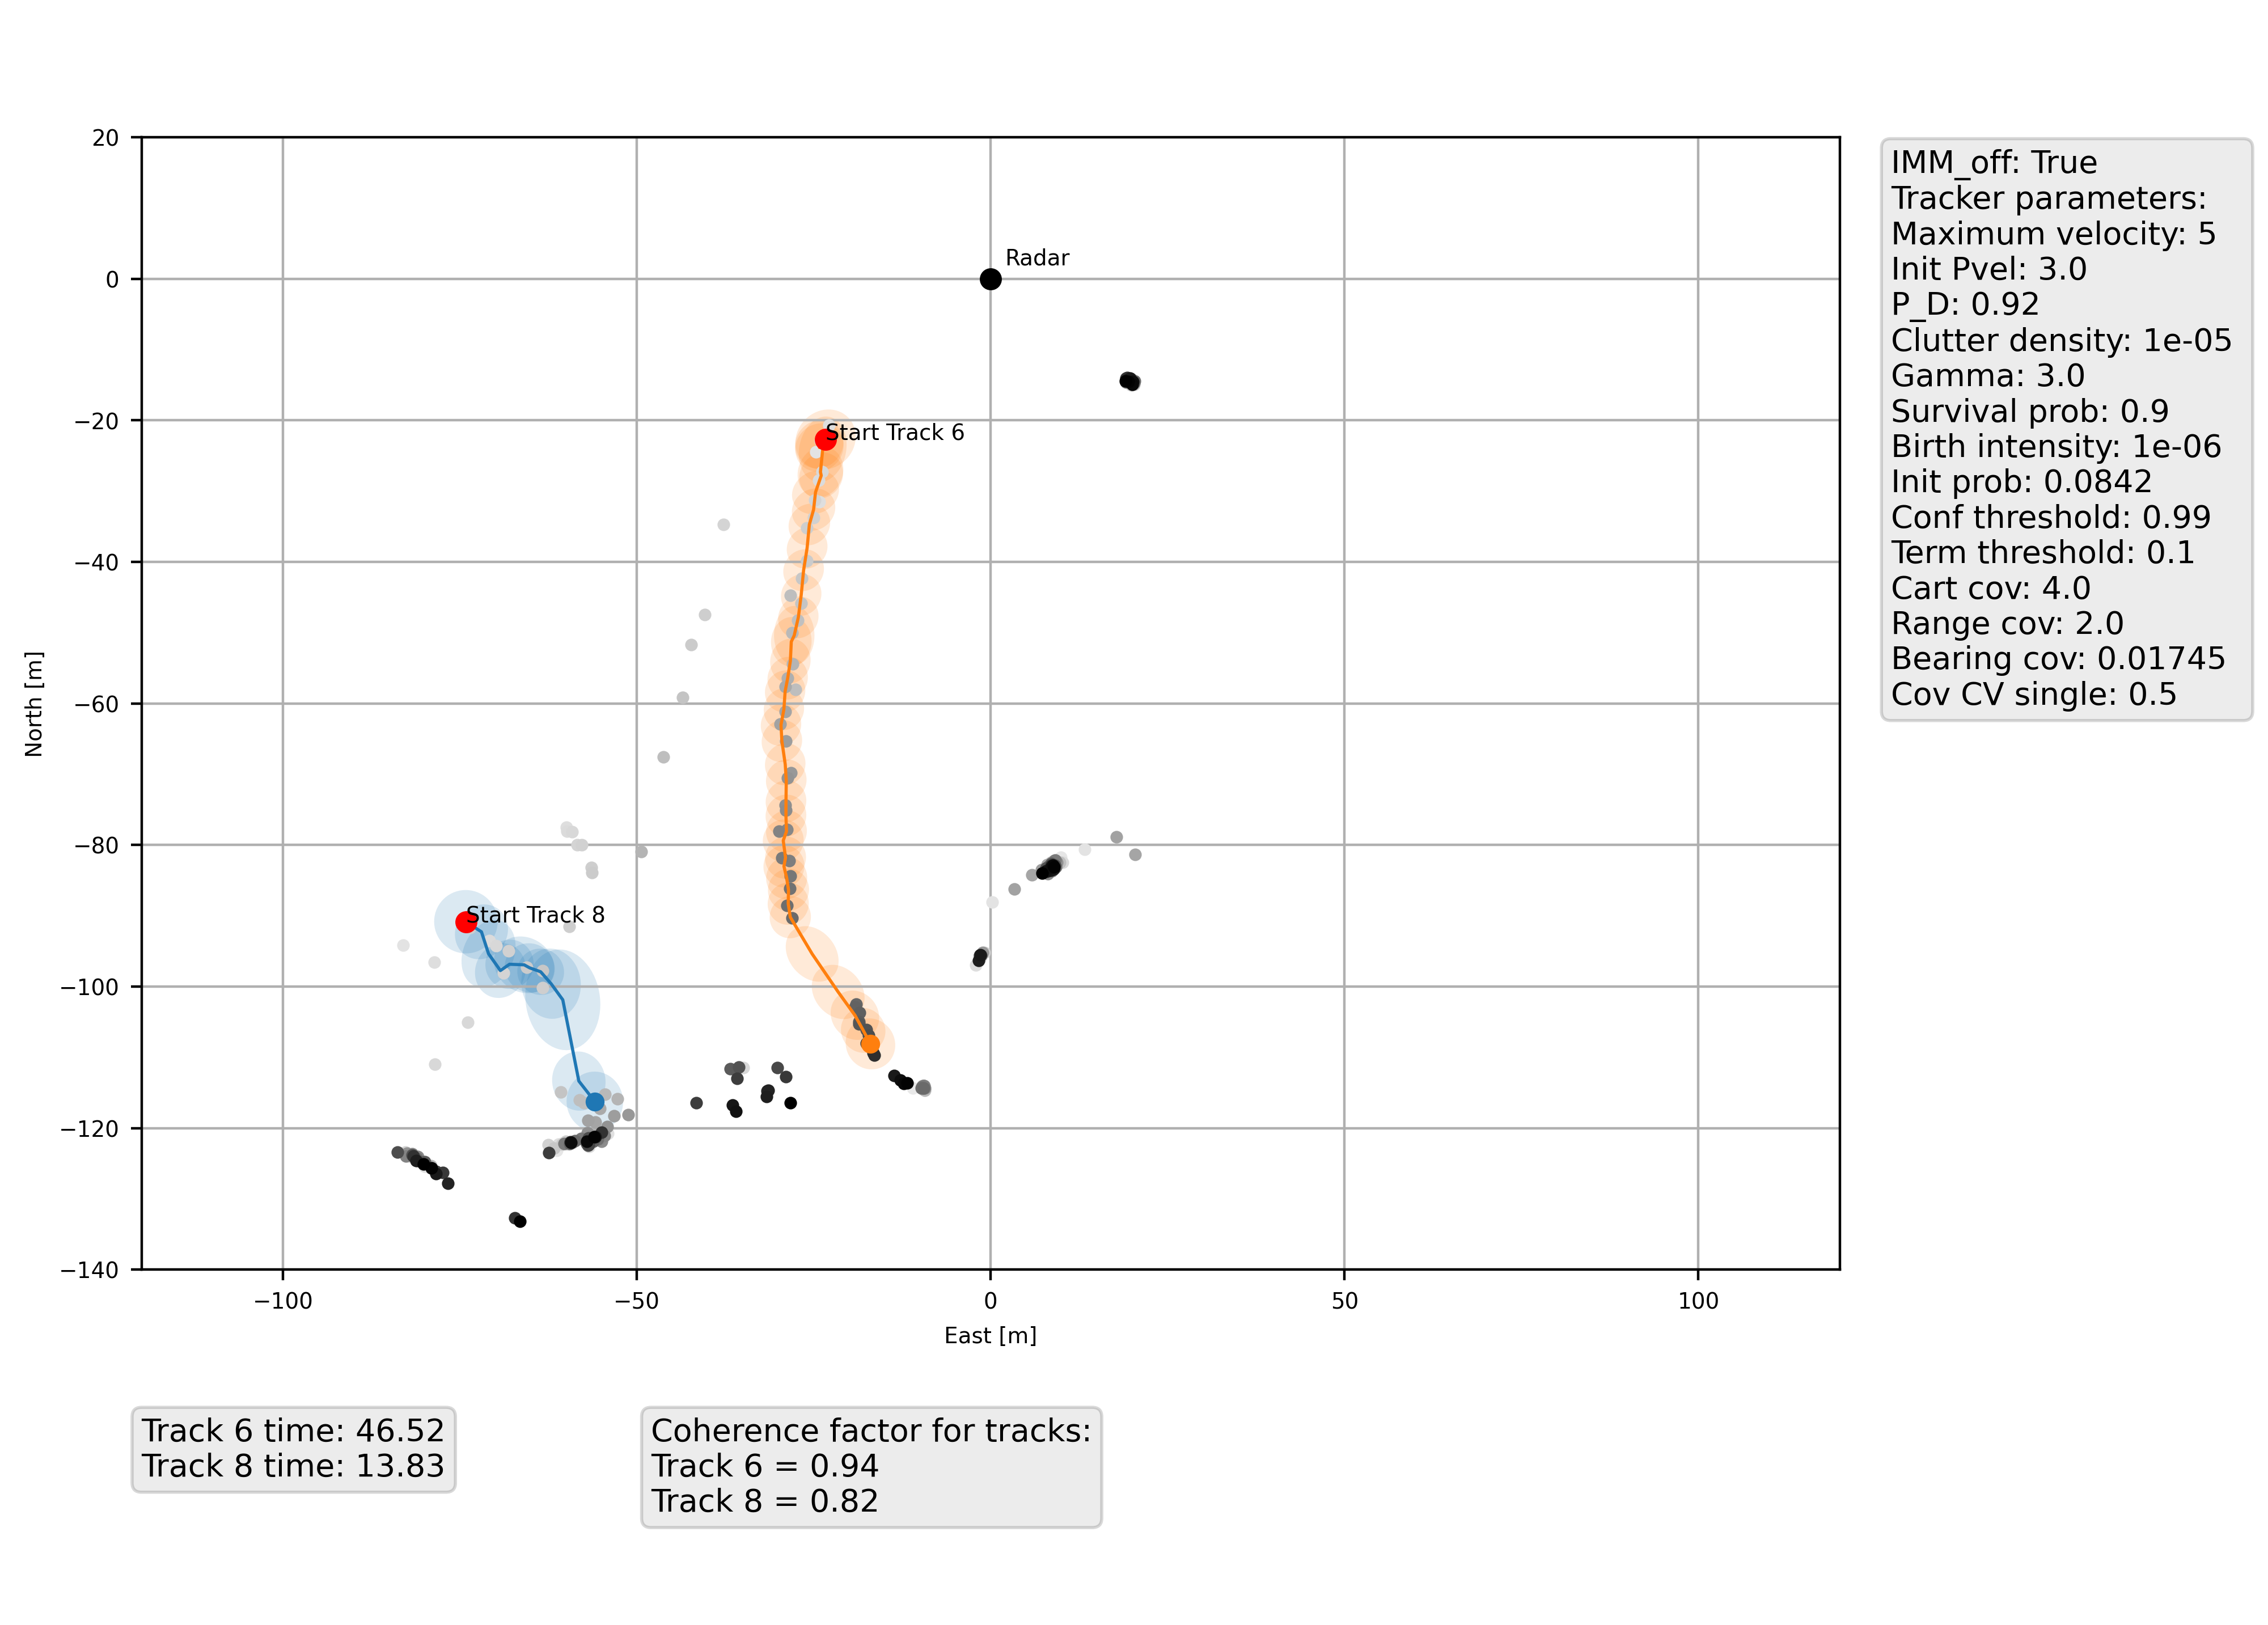 20
0
−20
−40
−60
−80
−100
−120
−140
North [m]
−100
−50
0
50
100
East [m]
Radar
Start Track 6
Start Track 8
IMM_off: True
Tracker parameters:
Maximum velocity: 5
Init Pvel: 3.0
P_D: 0.92
Clutter density: 1e-05
Gamma: 3.0
Survival prob: 0.9
Birth intensity: 1e-06
Init prob: 0.0842
Conf threshold: 0.99
Term threshold: 0.1
Cart cov: 4.0
Range cov: 2.0
Bearing cov: 0.01745
Cov CV single: 0.5
Track 6 time: 46.52
Track 8 time: 13.83
Coherence factor for tracks:
Track 6 = 0.94
Track 8 = 0.82